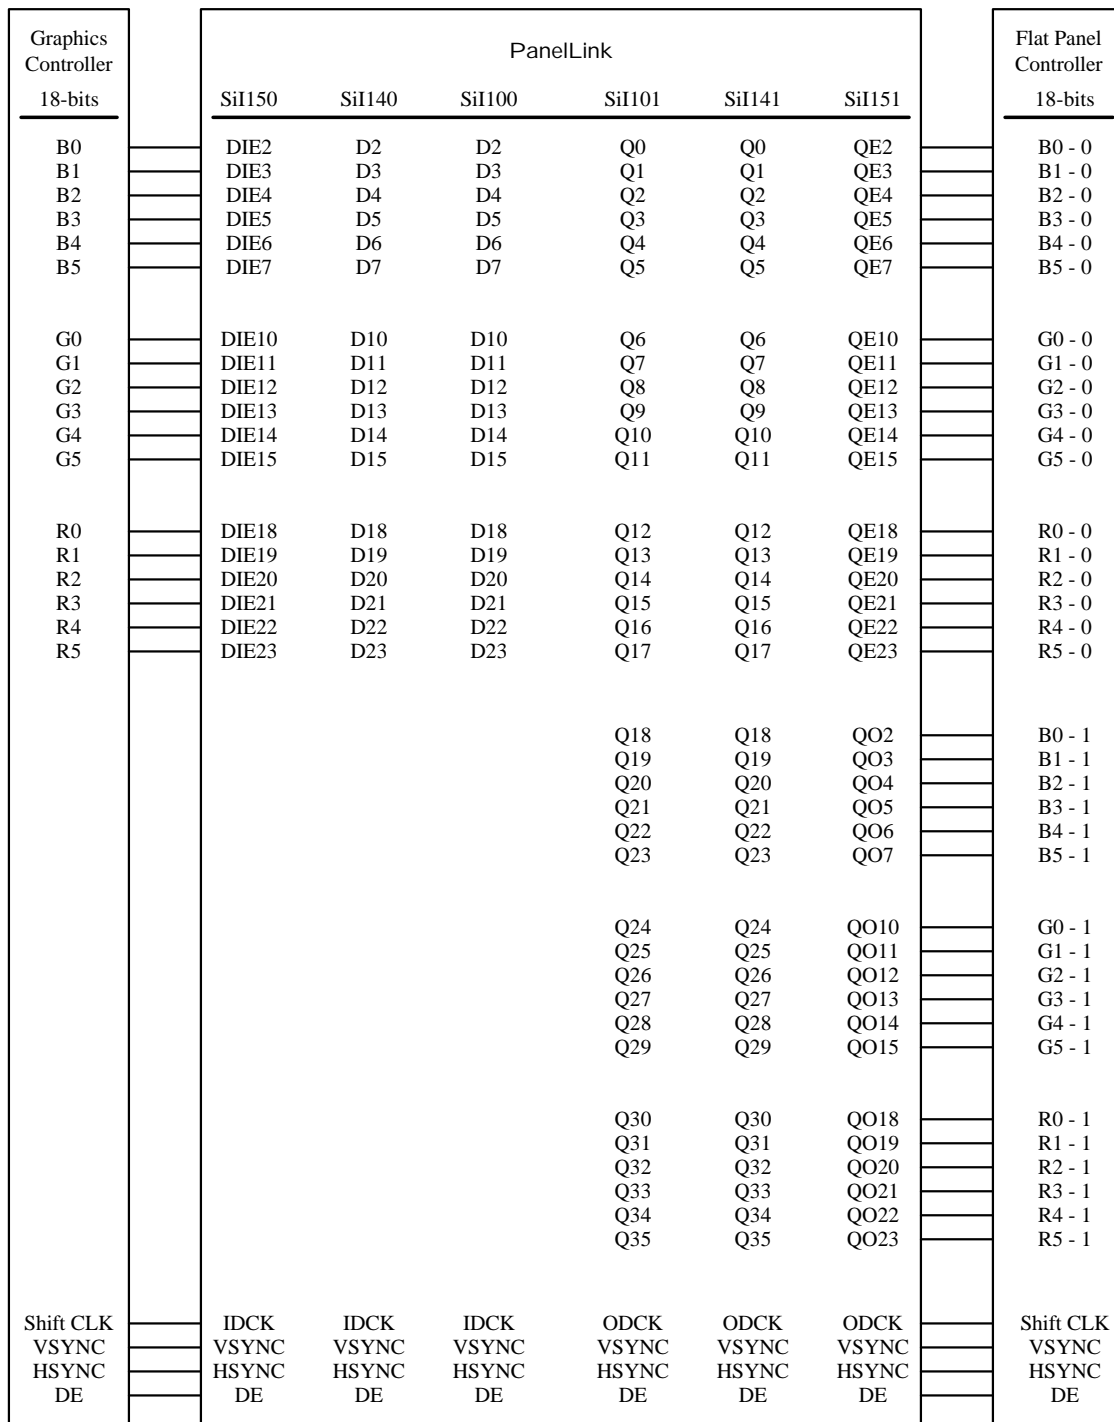 Graphics Controller PanelLink Flat Panel Controller
18-bits SiI150 SiI140 SiI100 SiI101 SiI141 SiI151 18-bits
B0 DIE2 D2 D2 Q0 Q0 QE2 B0 - 0
B1 DIE3 D3 D3 Q1 Q1 QE3 B1 - 0
B2 DIE4 D4 D4 Q2 Q2 QE4 B2 - 0
B3 DIE5 D5 D5 Q3 Q3 QE5 B3 - 0
B4 DIE6 D6 D6 Q4 Q4 QE6 B4 - 0
B5 DIE7 D7 D7 Q5 Q5 QE7 B5 - 0
G0 DIE10 D10 D10 Q6 Q6 QE10 G0 - 0
G1 DIE11 D11 D11 Q7 Q7 QE11 G1 - 0
G2 DIE12 D12 D12 Q8 Q8 QE12 G2 - 0
G3 DIE13 D13 D13 Q9 Q9 QE13 G3 - 0
G4 DIE14 D14 D14 Q10 Q10 QE14 G4 - 0
G5 DIE15 D15 D15 Q11 Q11 QE15 G5 - 0
R0 DIE18 D18 D18 Q12 Q12 QE18 R0 - 0
R1 DIE19 D19 D19 Q13 Q13 QE19 R1 - 0
R2 DIE20 D20 D20 Q14 Q14 QE20 R2 - 0
R3 DIE21 D21 D21 Q15 Q15 QE21 R3 - 0
R4 DIE22 D22 D22 Q16 Q16 QE22 R4 - 0
R5 DIE23 D23 D23 Q17 Q17 QE23 R5 - 0
Q18 Q18 QO2 B0 - 1
Q19 Q19 QO3 B1 - 1
Q20 Q20 QO4 B2 - 1
Q21 Q21 QO5 B3 - 1
Q22 Q22 QO6 B4 - 1
Q23 Q23 QO7 B5 - 1
Q24 Q24 QO10 G0 - 1
Q25 Q25 QO11 G1 - 1
Q26 Q26 QO12 G2 - 1
Q27 Q27 QO13 G3 - 1
Q28 Q28 QO14 G4 - 1
Q29 Q29 QO15 G5 - 1
Q30 Q30 QO18 R0 - 1
Q31 Q31 QO19 R1 - 1
Q32 Q32 QO20 R2 - 1
Q33 Q33 QO21 R3 - 1
Q34 Q34 QO22 R4 - 1
Q35 Q35 QO23 R5 - 1
Shift CLK IDCK IDCK IDCK ODCK ODCK ODCK Shift CLK
VSYNC VSYNC VSYNC VSYNC VSYNC VSYNC VSYNC VSYNC
HSYNC HSYNC HSYNC HSYNC HSYNC HSYNC HSYNC HSYNC
DE DE DE DE DE DE DE DE